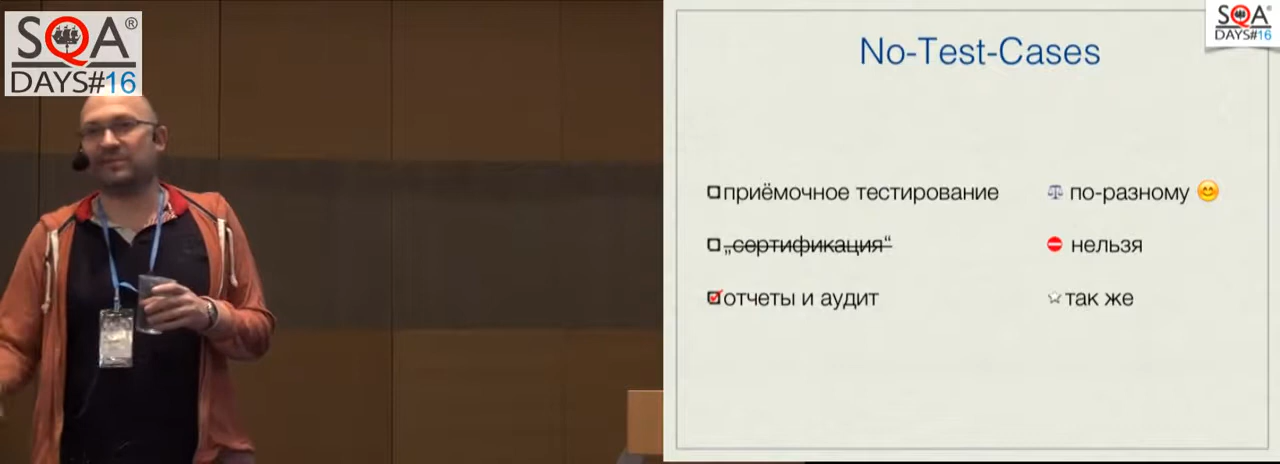 SQA®
DAYS#16
SQA®
DAYS#16
No-Test-Cases
приёмочное тестирование по-разному
„сертификация“ нельзя
отчеты и аудит так же